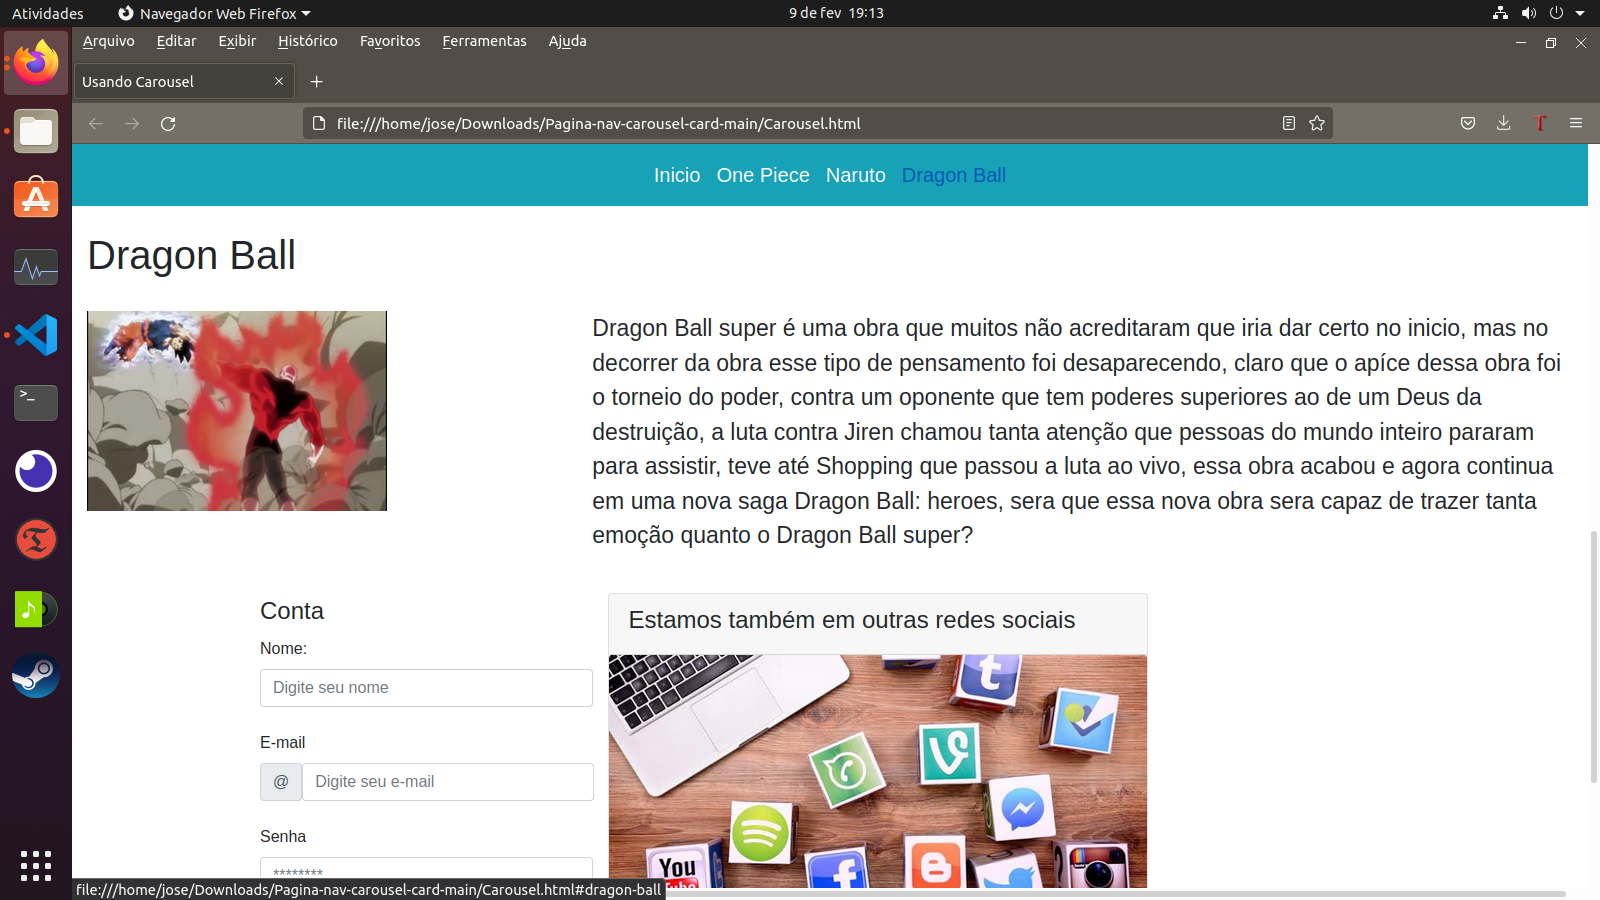 Atividades
Navegador Web Firefox
9 de fev 19:13
Arquivo Editar Exibir Histórico Favoritos Ferramentas Ajuda
Usando Carousel
file:///home/jose/Downloads/Pagina-nav-carousel-card-main/Carousel.html
Inicio One Piece Naruto Dragon Ball
Dragon Ball
Dragon Ball super é uma obra que muitos não acreditaram que iria dar certo no inicio, mas no
decorrer da obra esse tipo de pensamento foi desaparecendo, claro que o apíce dessa obra foi
o torneio do poder, contra um oponente que tem poderes superiores ao de um Deus da
destruição, a luta contra Jiren chamou tanta atenção que pessoas do mundo inteiro pararam
para assistir, teve até Shopping que passou a luta ao vivo, essa obra acabou e agora continua
em uma nova saga Dragon Ball: heroes, sera que essa nova obra sera capaz de trazer tanta
emoção quanto o Dragon Ball super?
Conta
Nome:
Digite seu nome
E-mail
@ Digite seu e-mail
Senha
********
Estamos também em outras redes sociais
You
Tube
file:///home/jose/Downloads/Pagina-nav-carousel-card-main/Carousel.html#dragon-ball